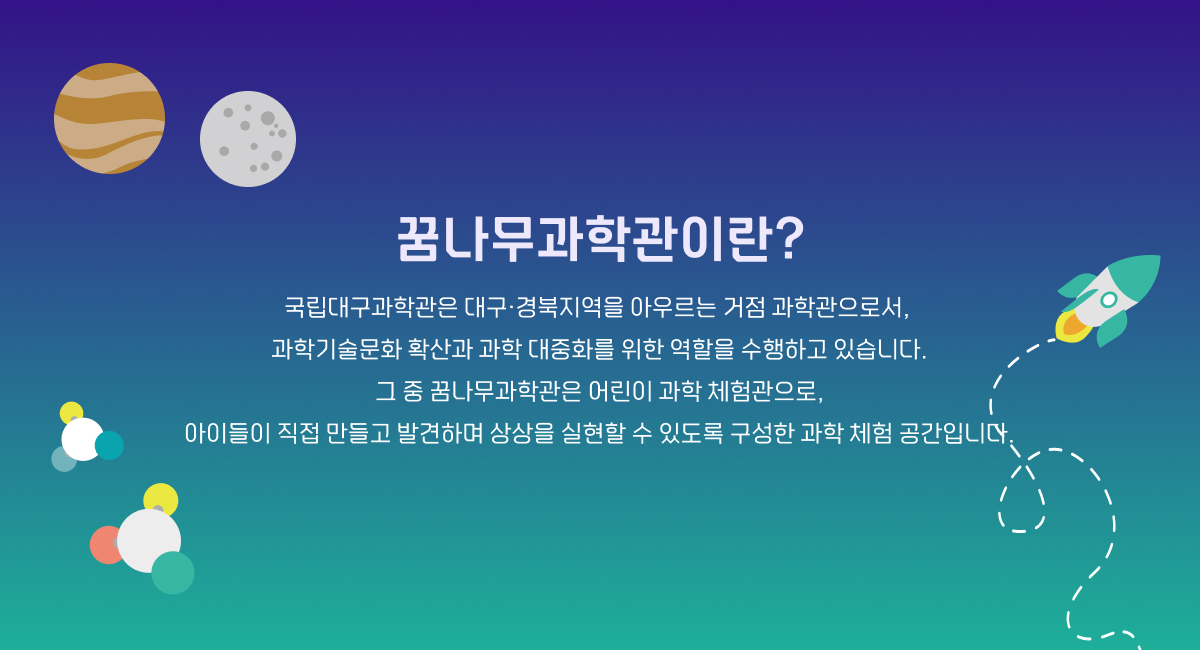 꿈나무과학관이란?
국립대구과학관은 대구·경북지역을 아우르는 거점 과학관으로서,
과학기술문화 확산과 과학 대중화를 위한 역할을 수행하고 있습니다.
그 중 꿈나무과학관은 어린이 과학 체험관으로,
아이들이 직접 만들고 발견하며 상상을 실현할 수 있도록 구성한 과학 체험 공간입니다.